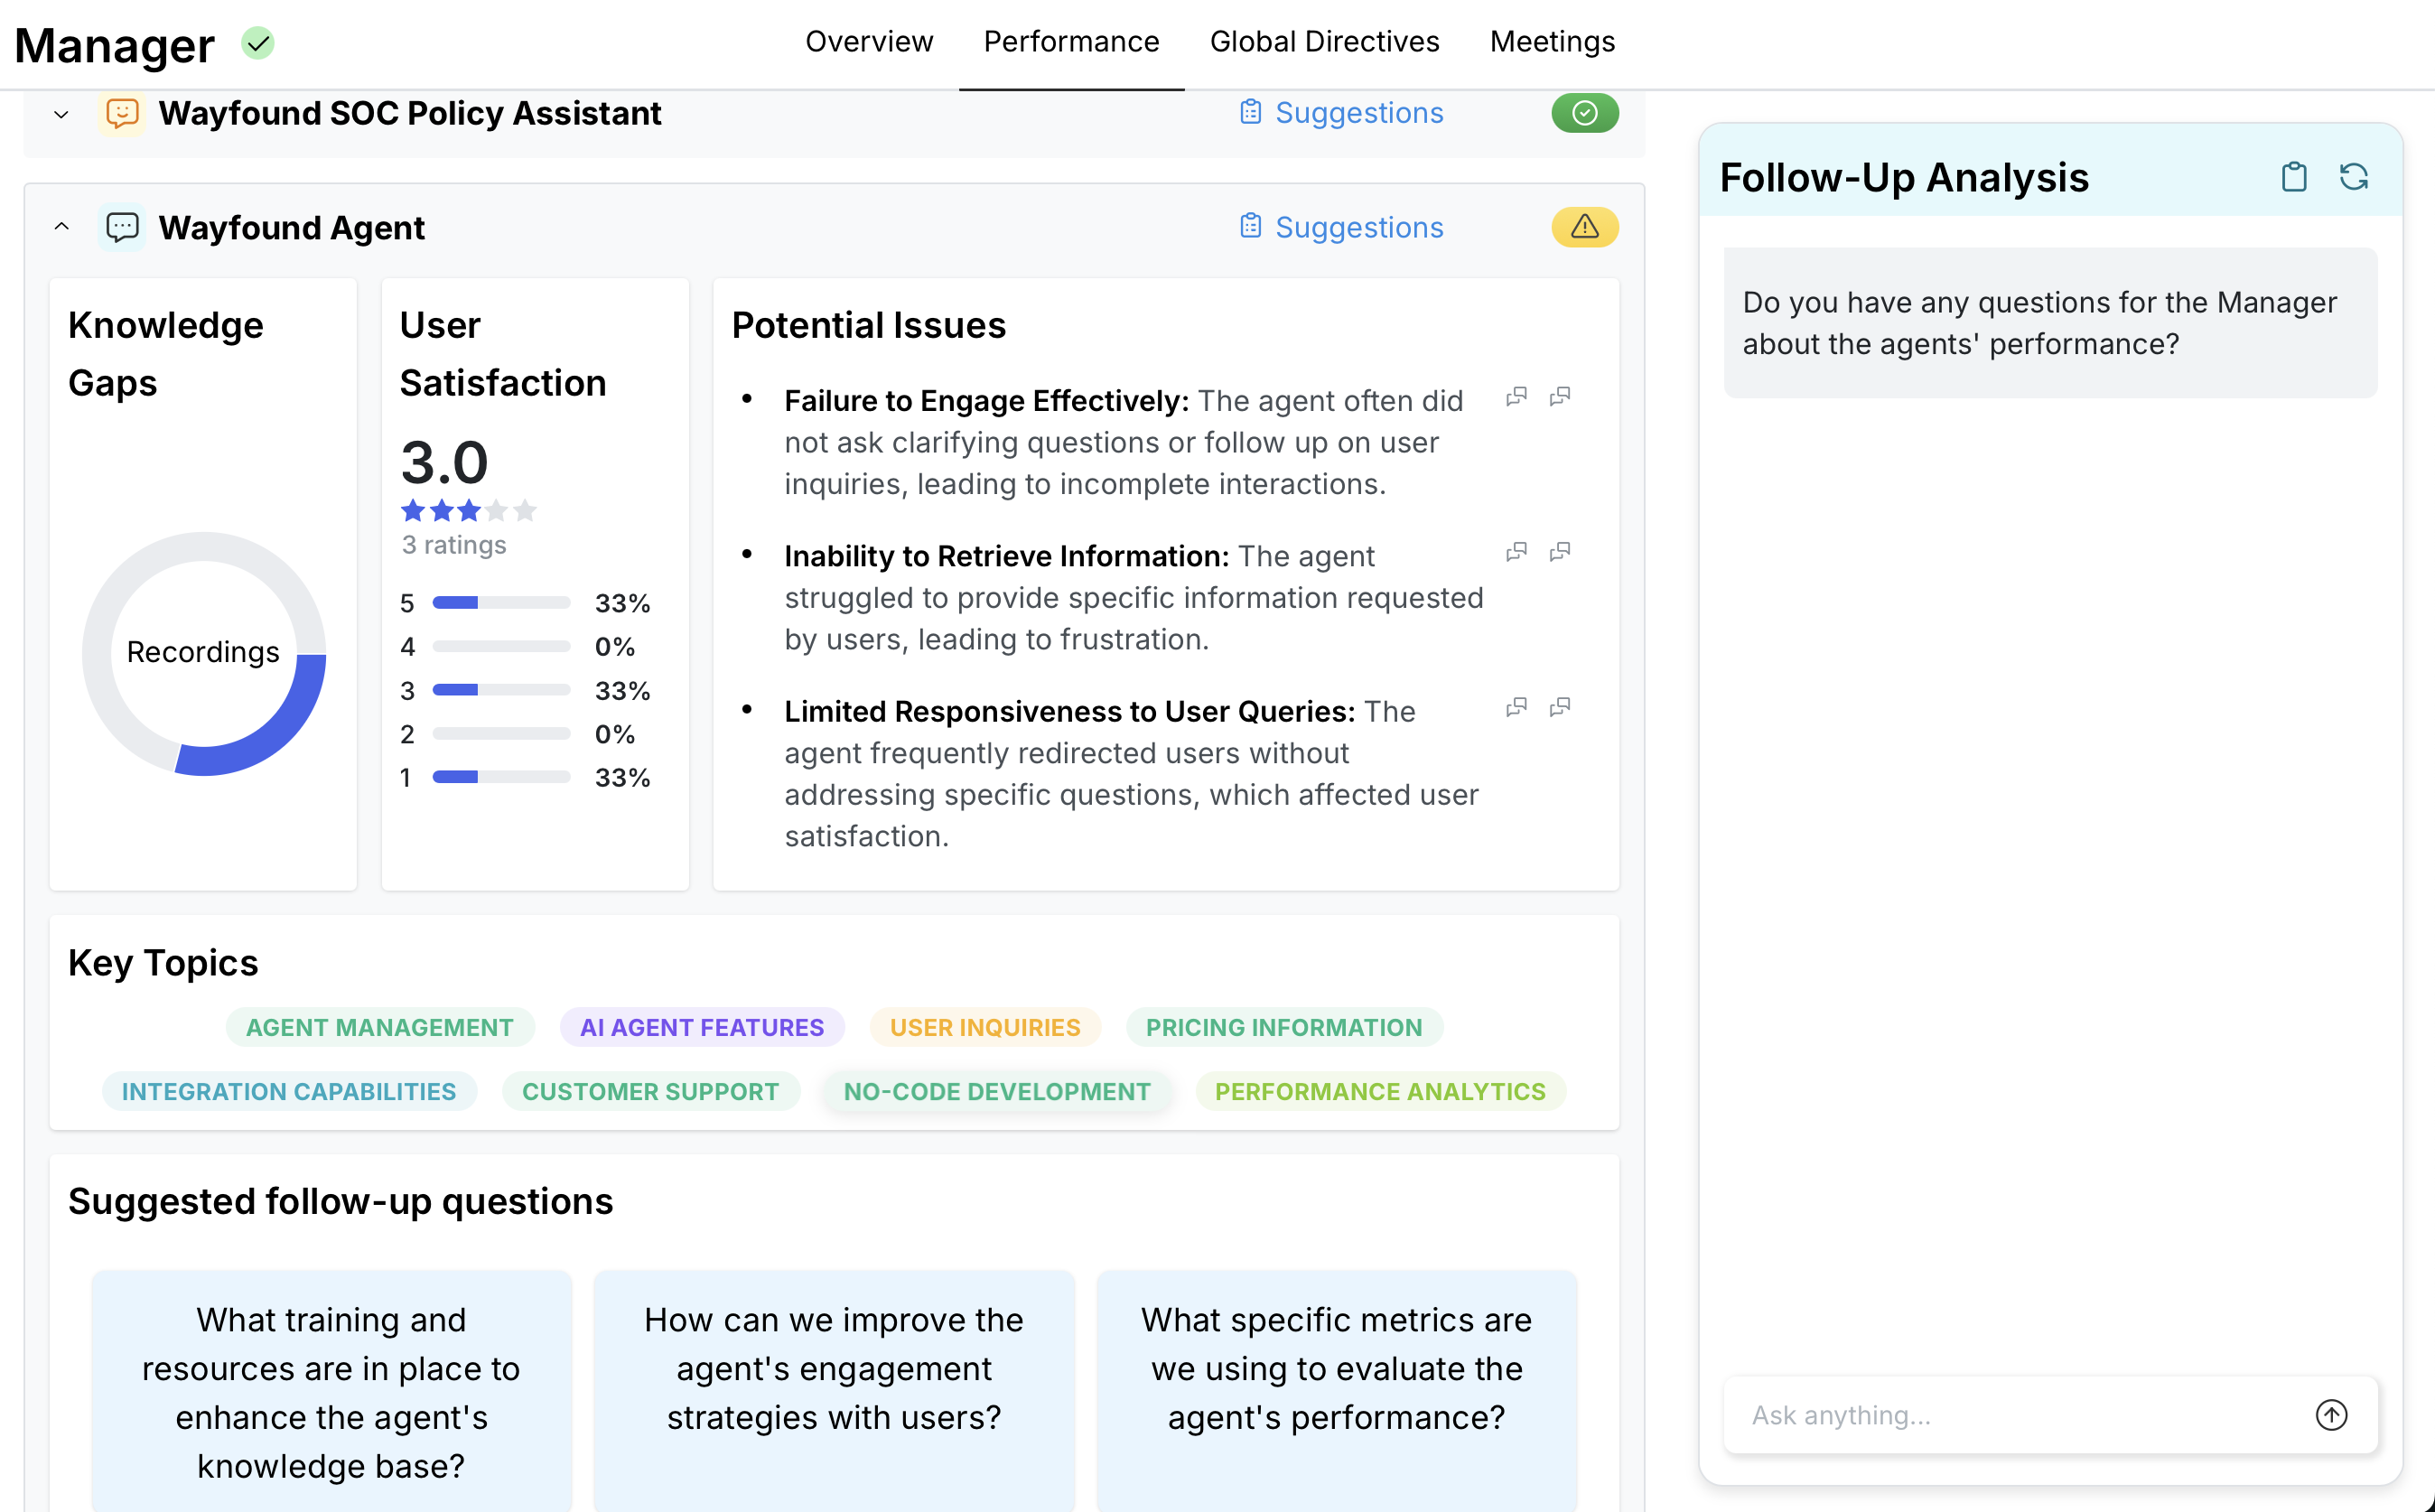 Manager
Overview
Performance
Global Directives
Meetings
Wayfound SOC Policy Assistant
Suggestions
Wayfound Agent
Suggestions
Knowledge
Gaps
Recordings
User
Satisfaction
3.0
3 ratings
5 33%
4 0%
3 33%
2 0%
1 33%
Potential Issues
• Failure to Engage Effectively: The agent often did
not ask clarifying questions or follow up on user
inquiries, leading to incomplete interactions.
• Inability to Retrieve Information: The agent
struggled to provide specific information requested
by users, leading to frustration.
• Limited Responsiveness to User Queries: The
agent frequently redirected users without
addressing specific questions, which affected user
satisfaction.
Key Topics
AGENT MANAGEMENT
AI AGENT FEATURES
USER INQUIRIES
PRICING INFORMATION
INTEGRATION CAPABILITIES
CUSTOMER SUPPORT
NO-CODE DEVELOPMENT
PERFORMANCE ANALYTICS
Suggested follow-up questions
What training and
resources are in place to
enhance the agent's
knowledge base?
How can we improve the
agent's engagement
strategies with users?
What specific metrics are
we using to evaluate the
agent's performance?
Follow-Up Analysis
Do you have any questions for the Manager
about the agents' performance?
Ask anything...